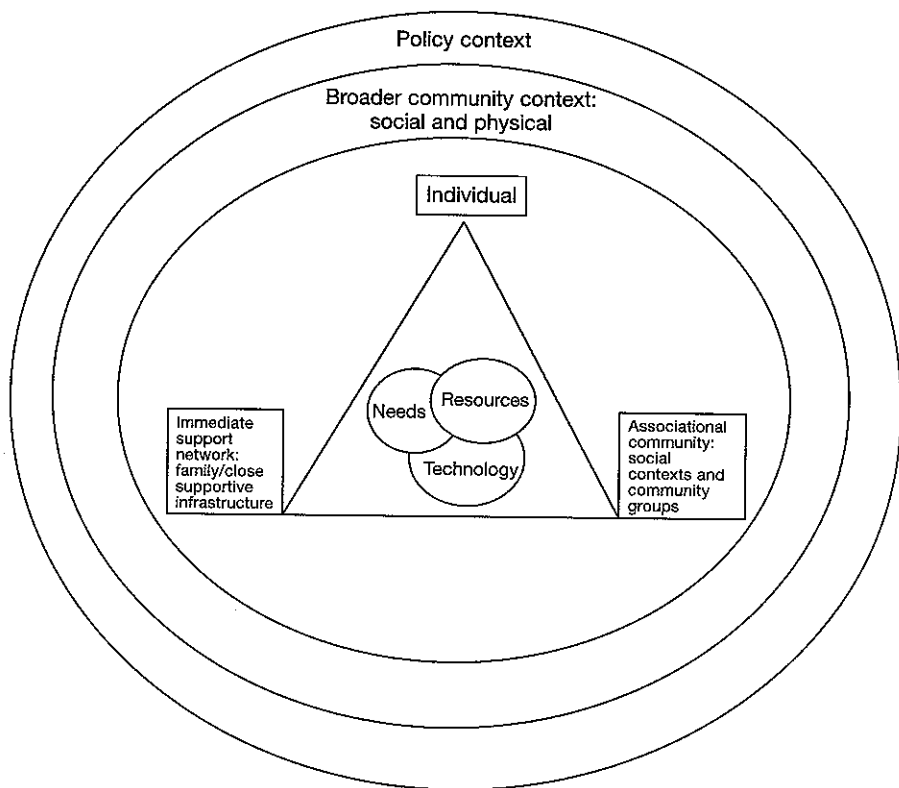 Policy context
Broader community context:
social and physical
Individual
Needs
Resources
Technology
Immediate
support
network:
family/close
supportive
infrastructure
Associational
community:
social
contexts and
community
groups